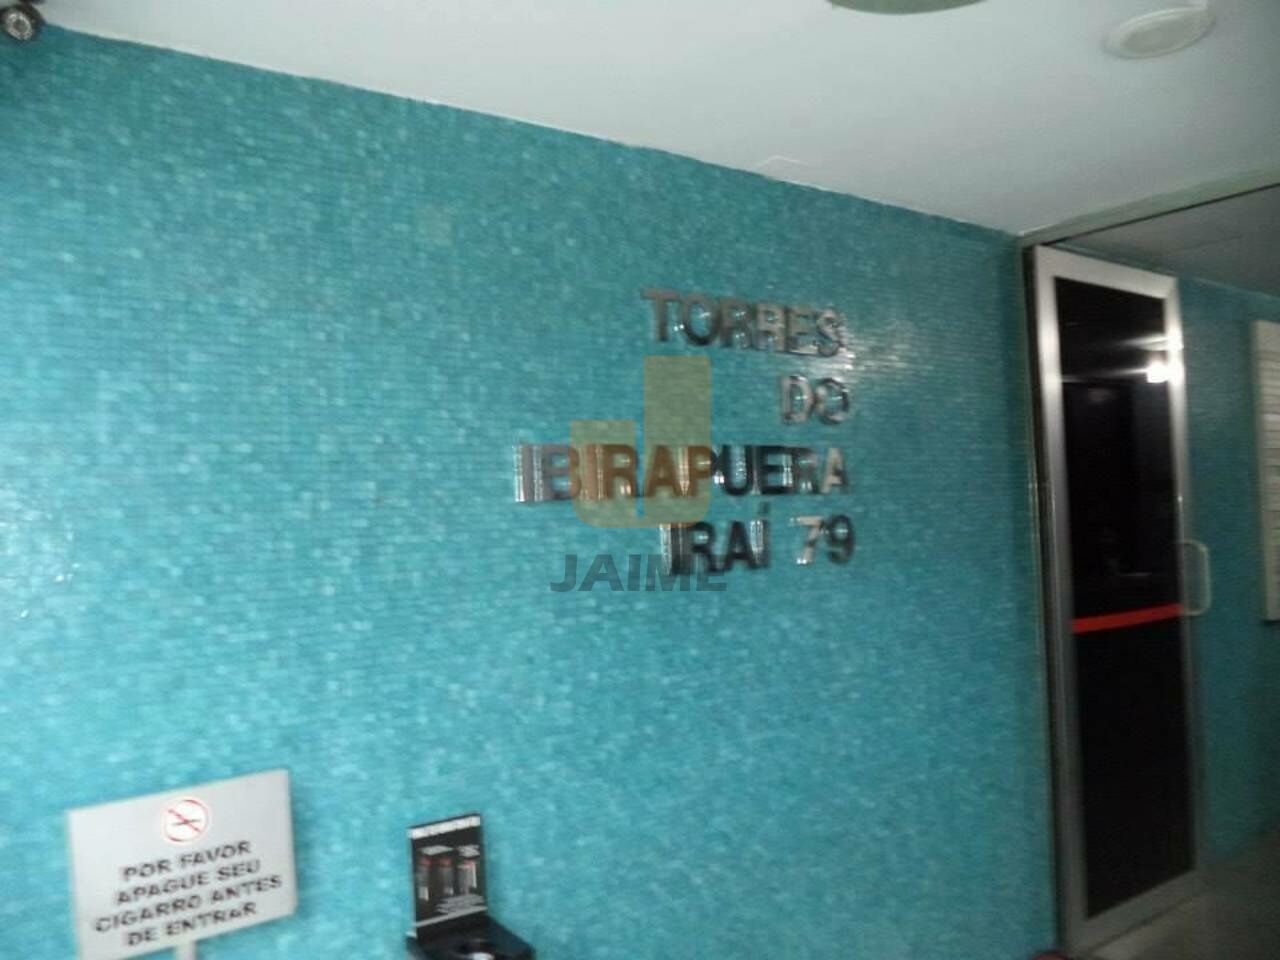 TORRES
DO
IBIRAPUERA
IRAÍ 79
JAIME
POR FAVOR
APAGUE SEU
CIGARRO ANTES
DE ENTRAR